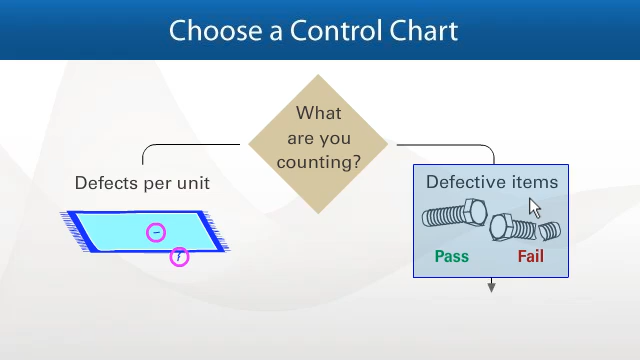 Choose a Control Chart
What
are you
counting?
Defects per unit
Defective items
Pass
Fail